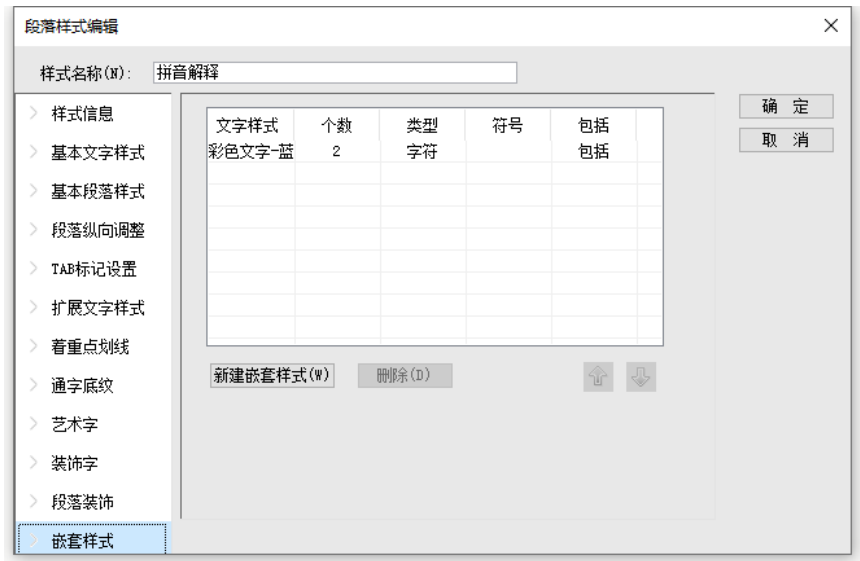 段落样式编辑
样式名称(N): 拼音解释
样式信息
基本文字样式
基本段落样式
段落纵向调整
TAB标记设置
扩展文字样式
着重点划线
通字底纹
艺术字
装饰字
段落装饰
嵌套样式
文字样式 个数 类型 符号 包括
彩色文字-蓝 2 字符 包括
新建嵌套样式(W) 删除(D)
确 定
取 消